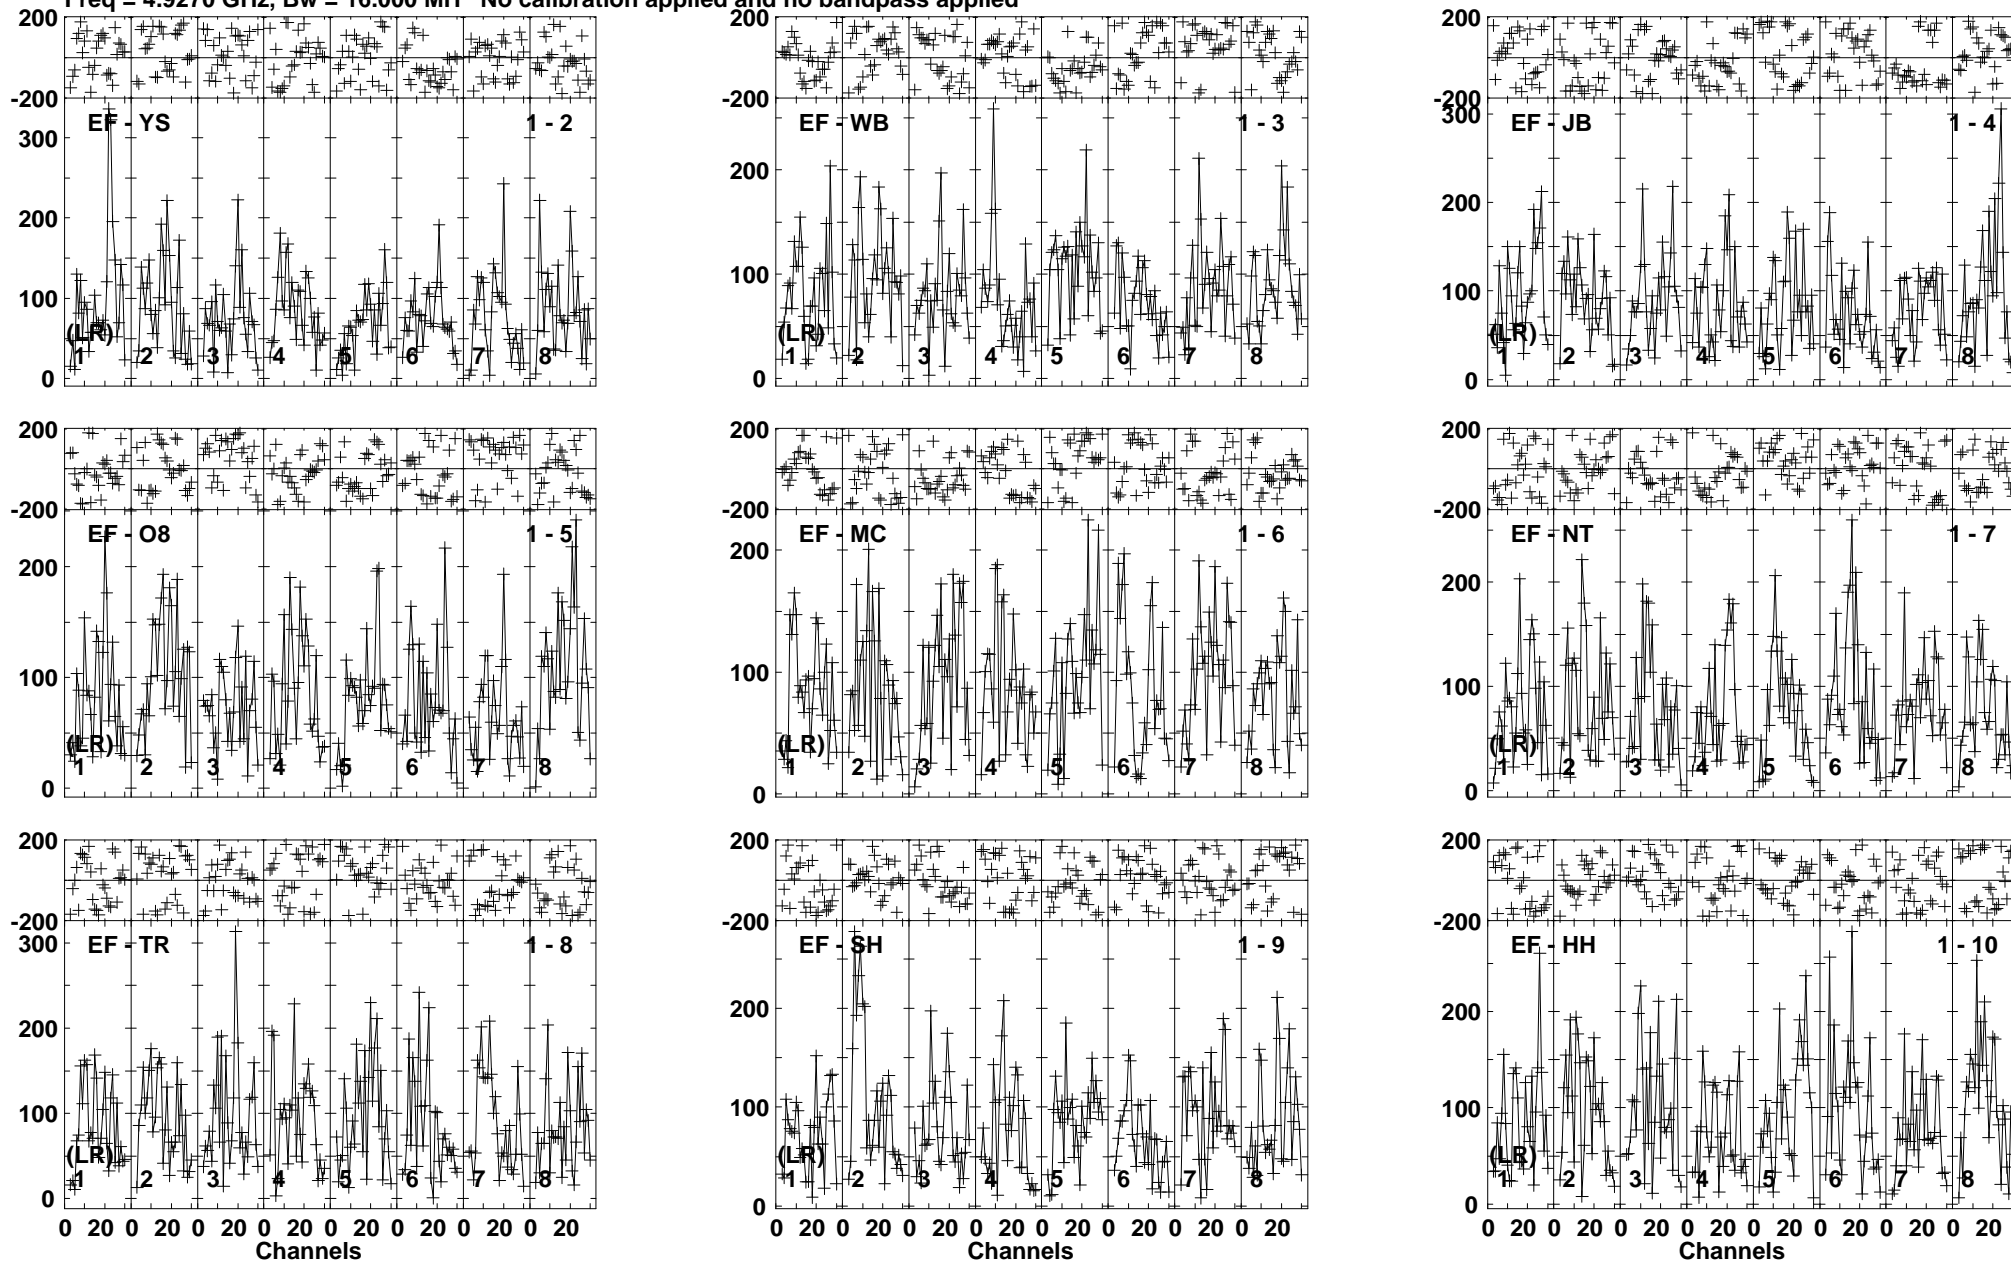 Freq = 4.9270 GHz, Bw = 16.000 MH No calibration applied and no bandpass applied
200 200 200
-200 -200 -200
EF - YS 1 - 2 EF - WB 1 - 3 EF - JB 1 - 4
300 300
200 200 200
100 100 100
(LR) (LR) (LR)
1 2 3 4 5 6 7 8 1 2 3 4 5 6 7 8 1 2 3 4 5 6 7 8
0 0 0
200 200 200
-200 -200 -200
EF - O8 1 - 5 EF - MC 1 - 6 EF - NT 1 - 7
200 200 200
100 100 100
(LR) (LR) (LR)
1 2 3 4 5 6 7 8 1 2 3 4 5 6 7 8 1 2 3 4 5 6 7 8
0 0 0
200 200 200
-200 -200 -200
EF - TR 1 - 8 EF - SH 1 - 9 EF - HH 1 - 10
300
200 200 200
100 100 100
(LR) (LR) (LR)
1 2 3 4 5 6 7 8 1 2 3 4 5 6 7 8 1 2 3 4 5 6 7 8
0 0 0
0 20 0 20 0 20 0 20 0 20 0 20 0 20 0 20 0 20 0 20 0 20 0 20 0 20 0 20 0 20 0 20 0 20 0 20 0 20 0 20 0 20 0 20 0 20 0 20
Channels Channels Channels